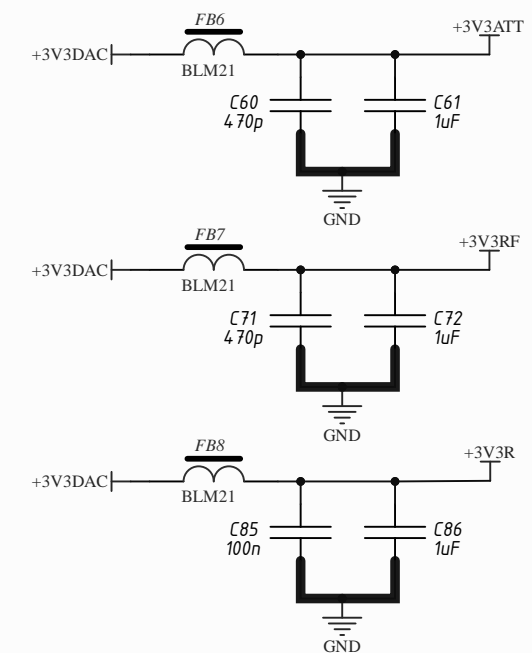 +3V3ATT
FB6
+3V3DAC
BLM21
C60
470p
C61
1uF
GND
+3V3RF
FB7
+3V3DAC
BLM21
C71
470p
C72
1uF
GND
+3V3R
FB8
+3V3DAC
BLM21
C85
100n
C86
1uF
GND